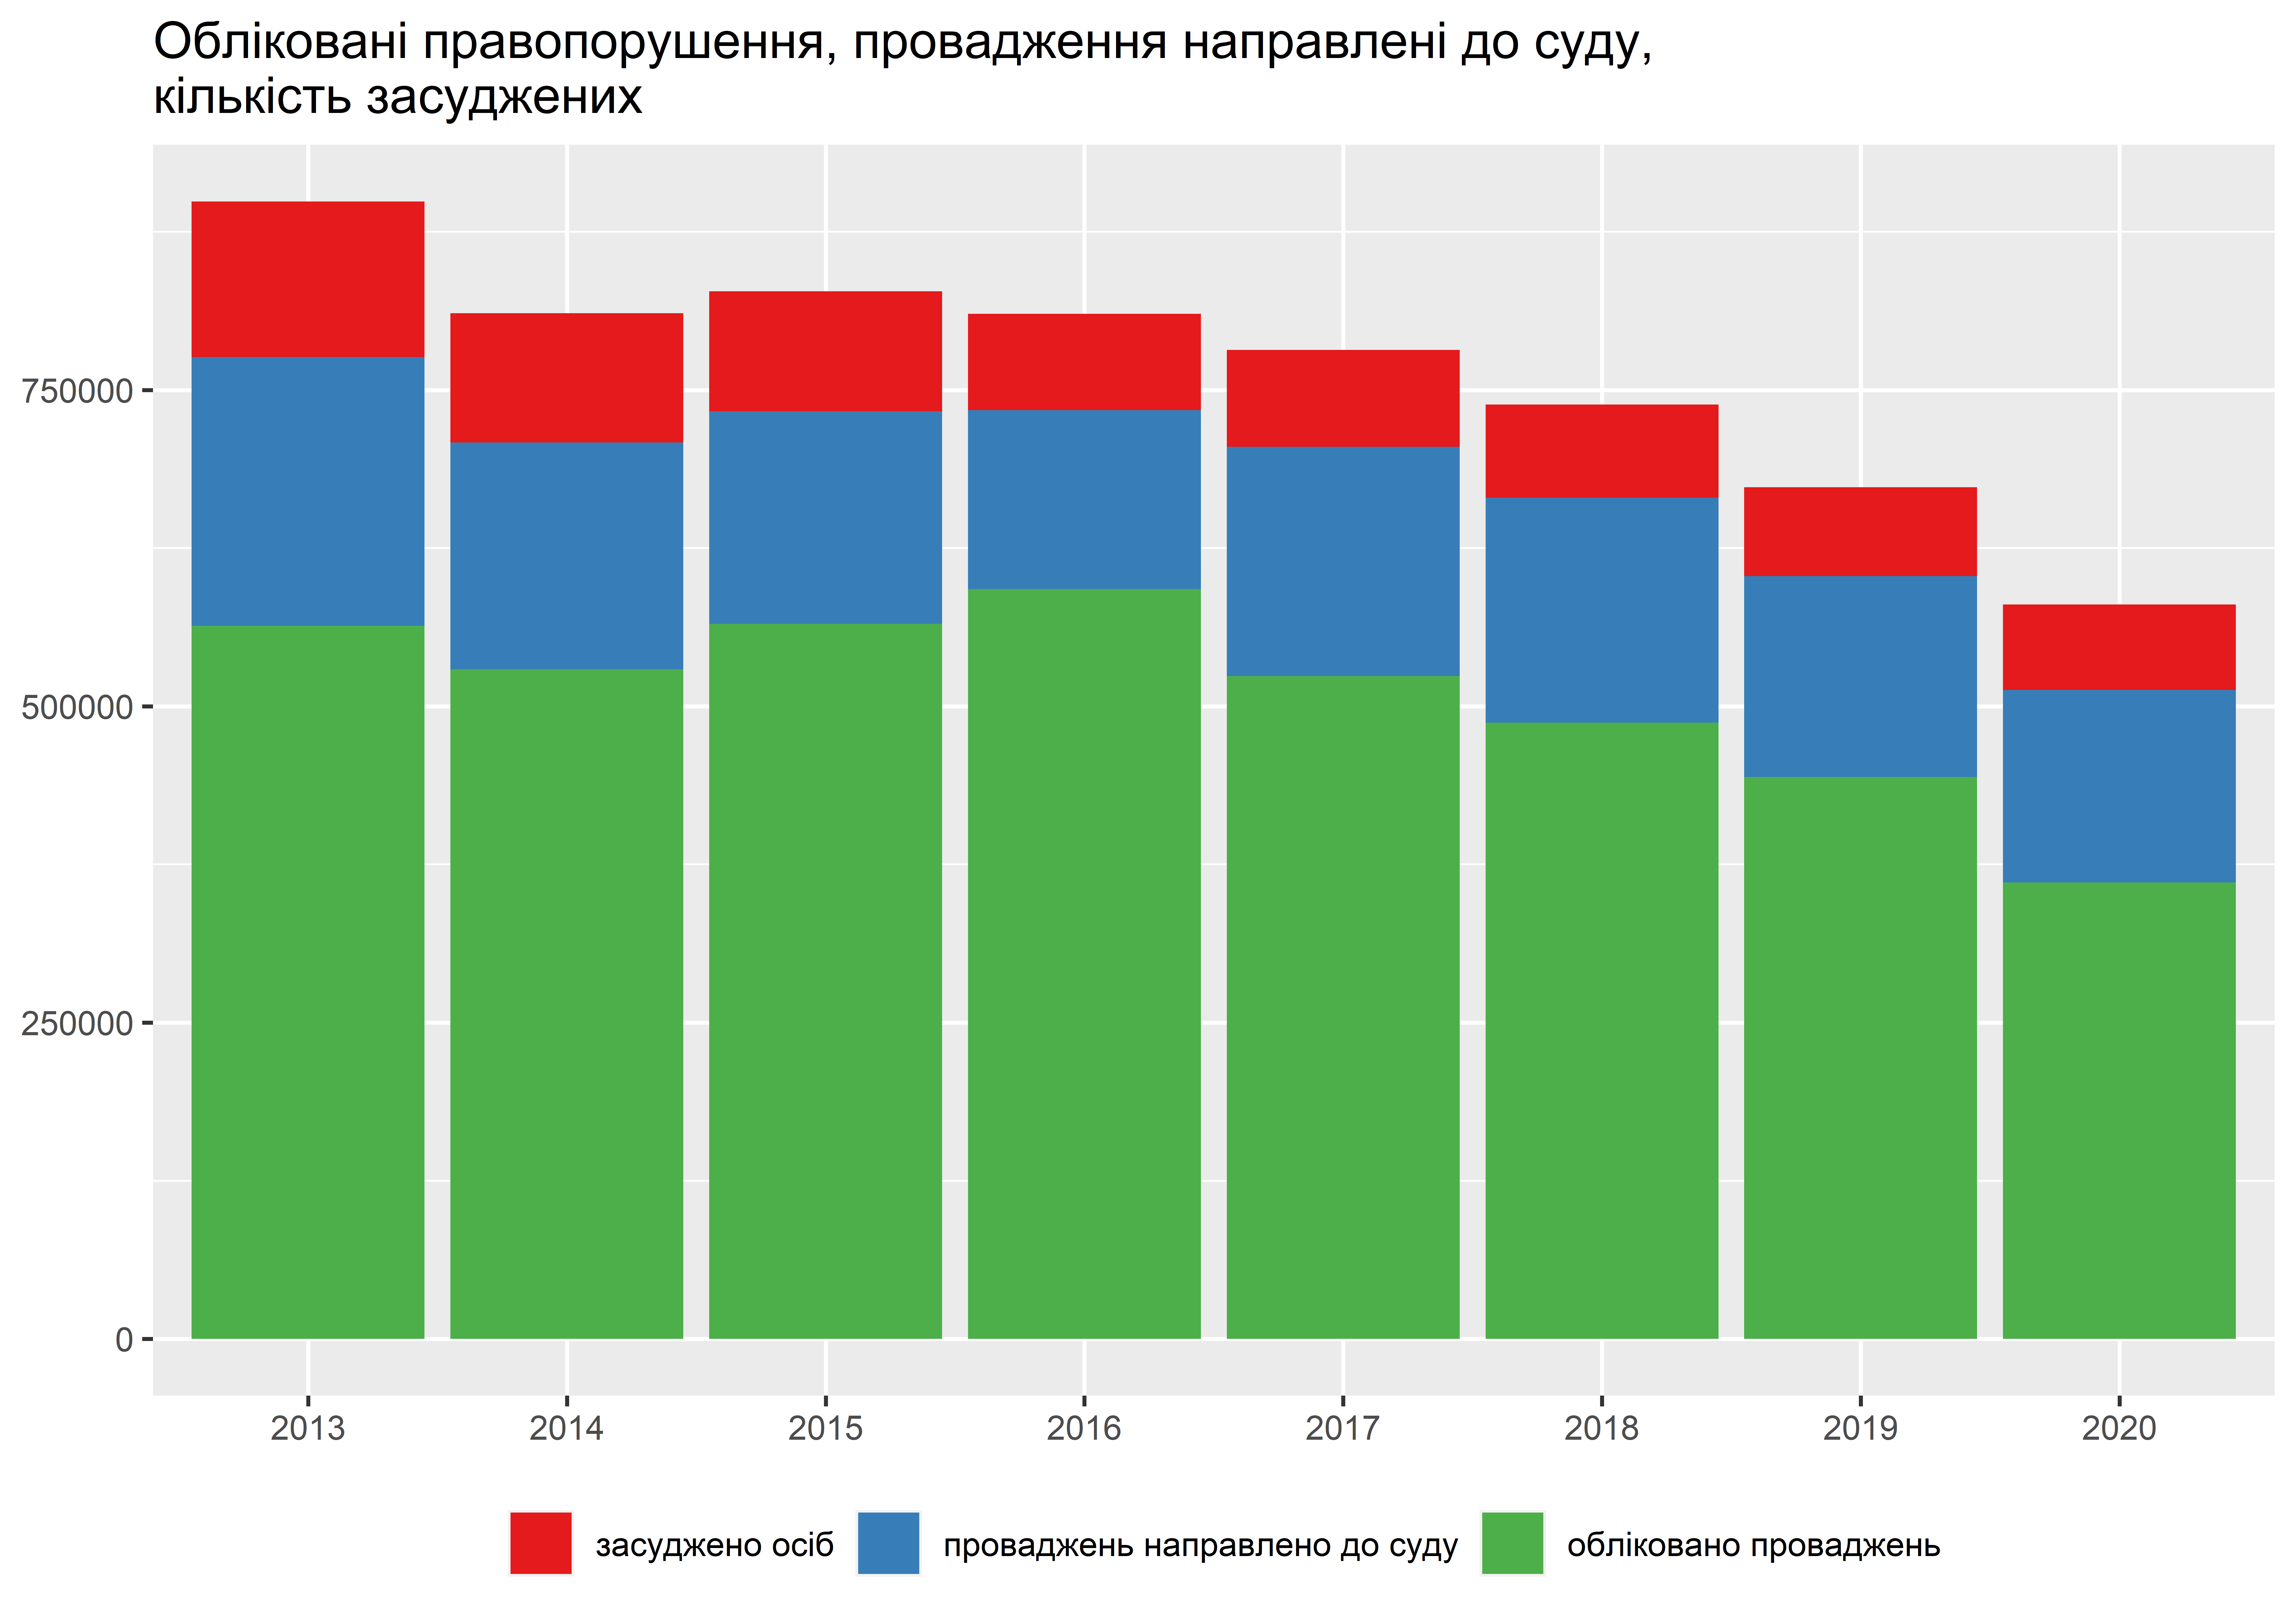 Обліковані правопорушення, провадження направлені до суду,
кількість засуджених
750000
500000
250000
0
2013 2014 2015 2016 2017 2018 2019 2020
засуджено осіб проваджень направлено до суду обліковано проваджень